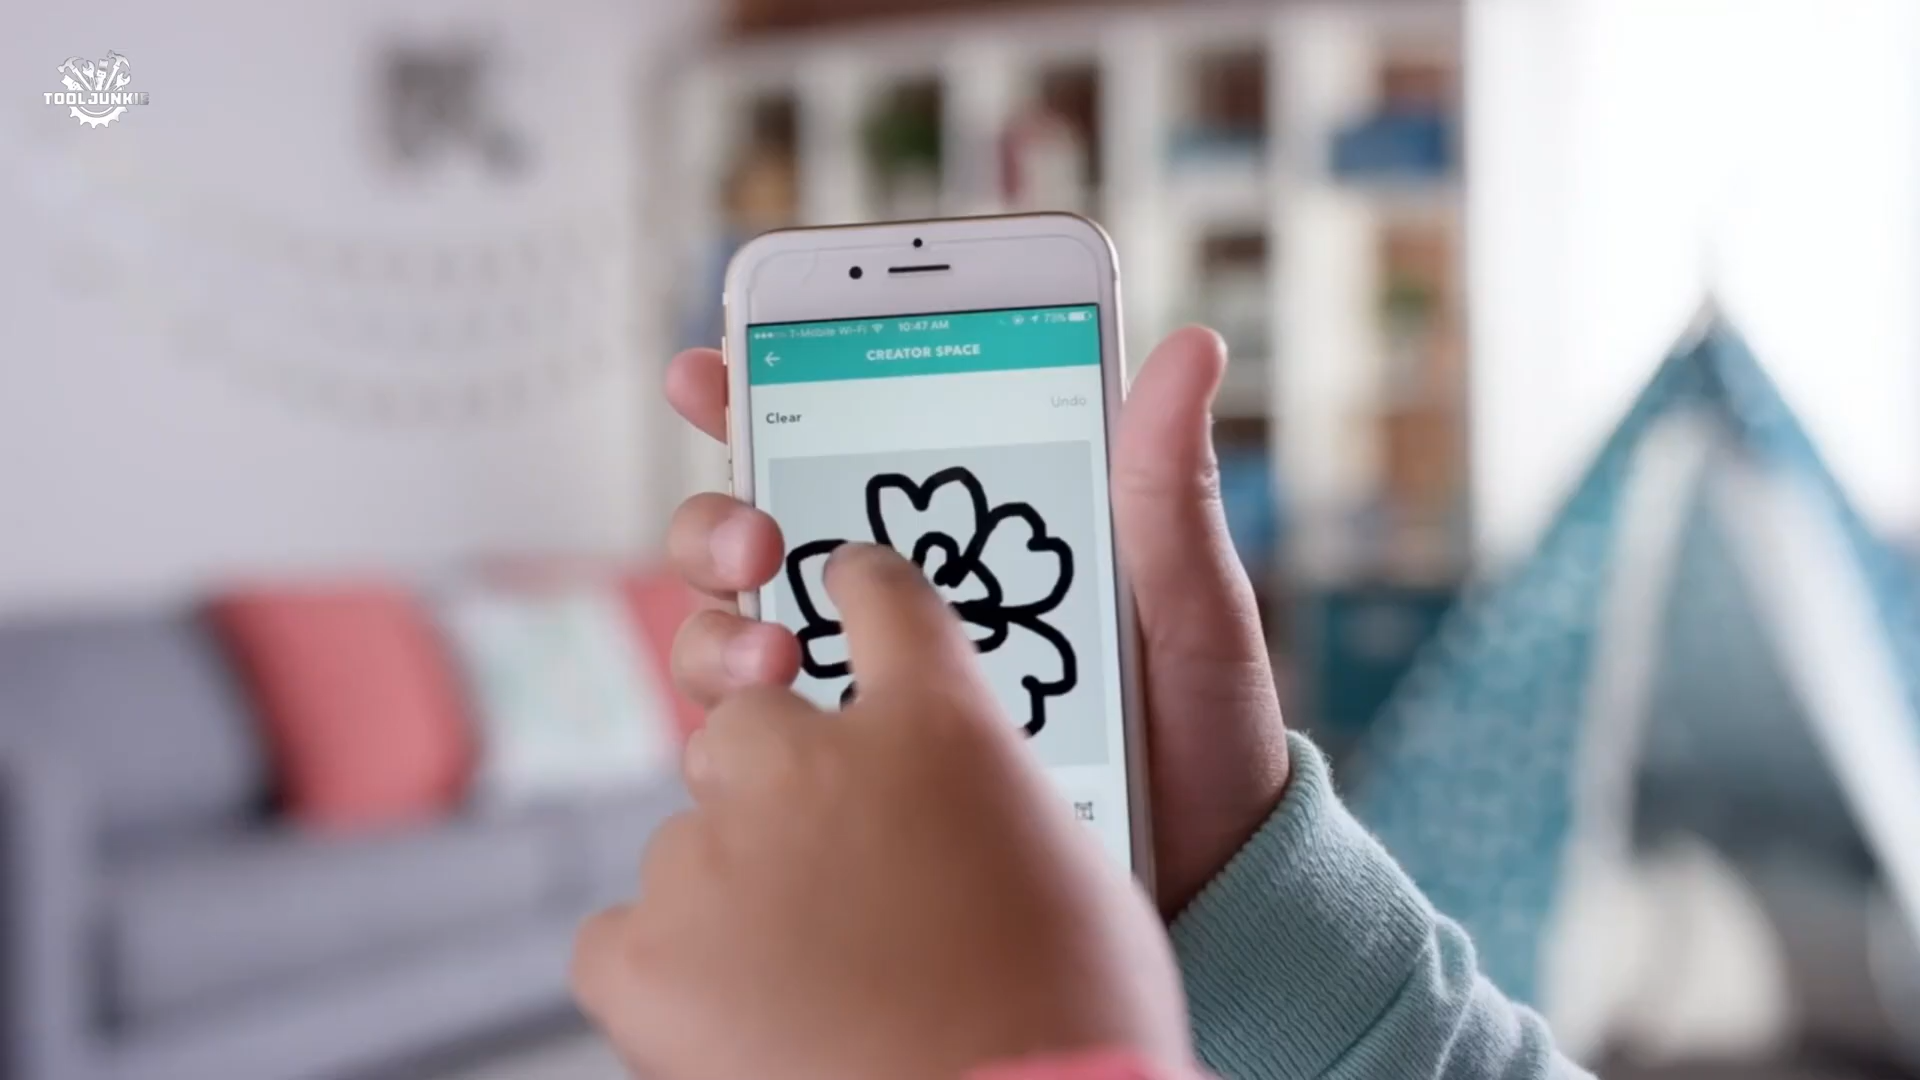 TOOLJUNKIE
T-Mobile Wi-Fi 10:47 AM 73%
CREATOR SPACE
Undo
Clear